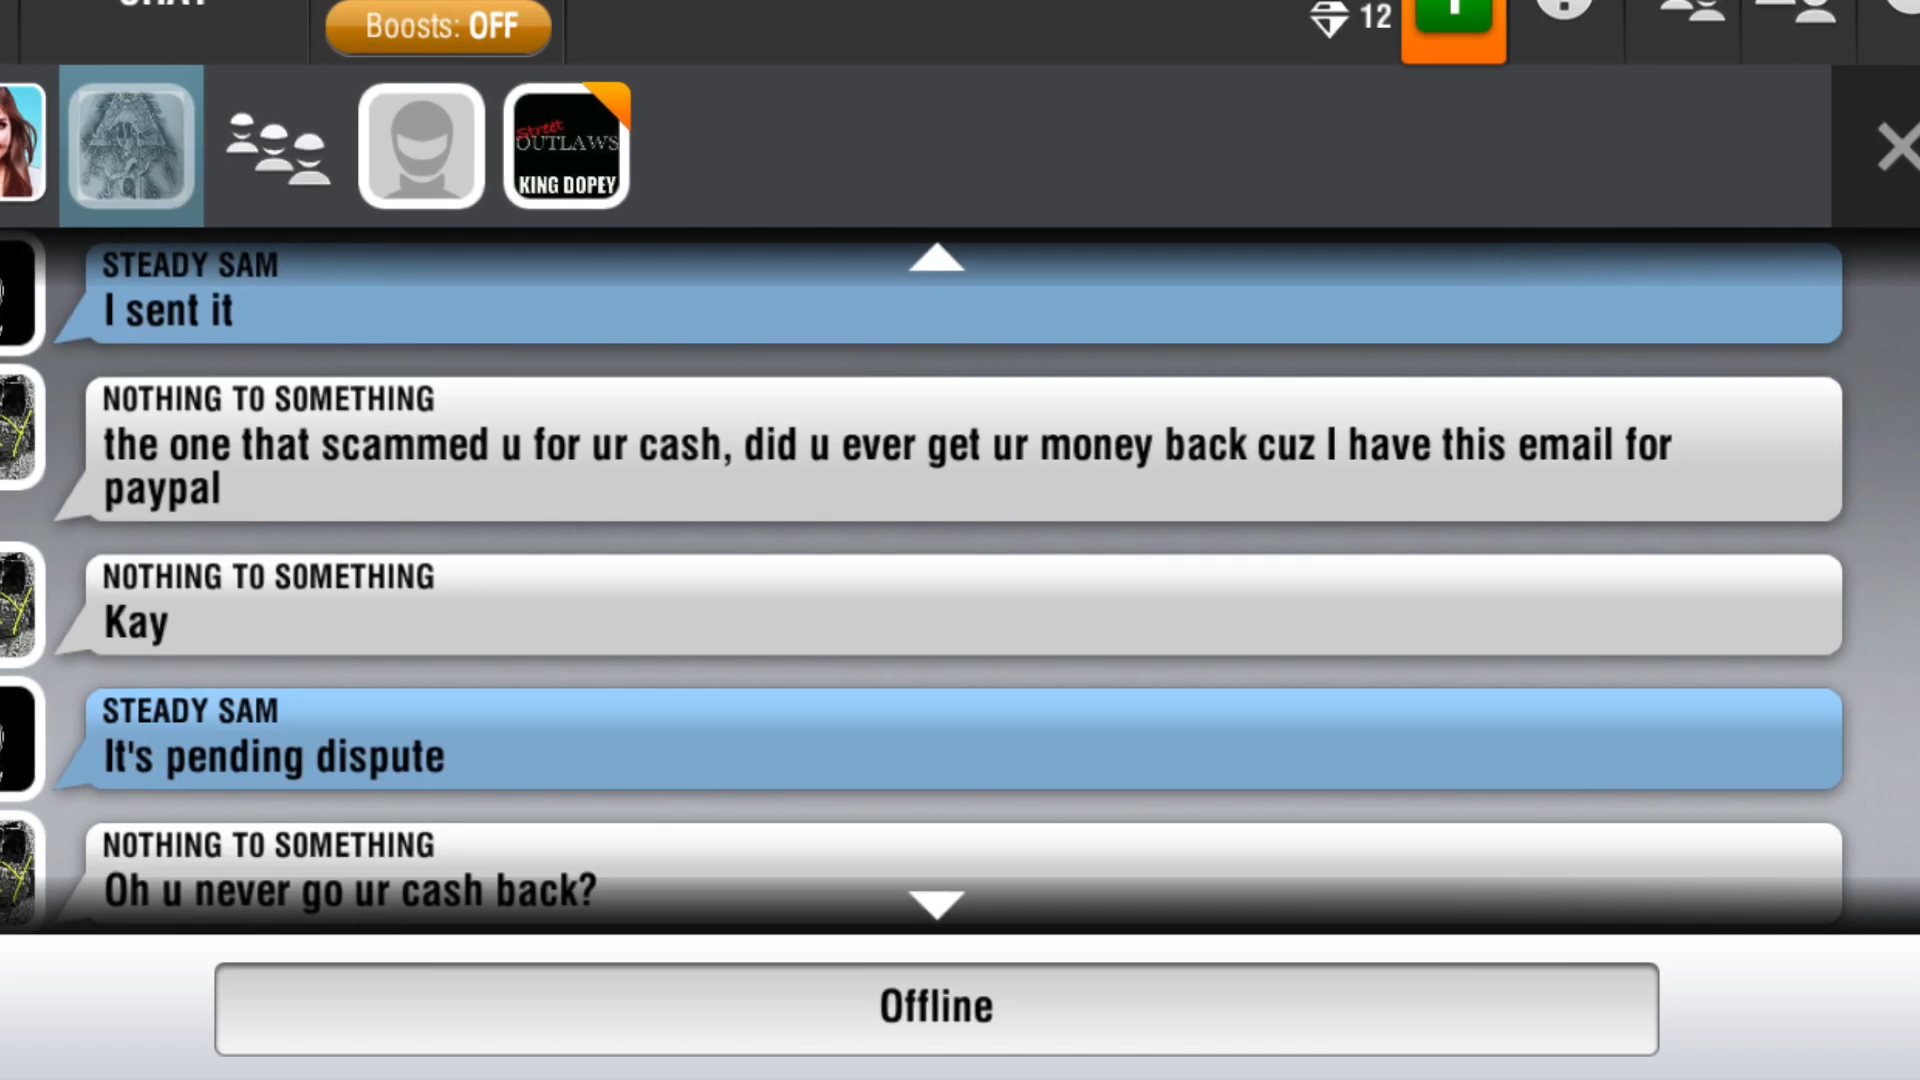 Boosts: OFF
12
Street
OUTLAWS
KING DOPEY
STEADY SAM
I sent it
NOTHING TO SOMETHING
the one that scammed u for ur cash, did u ever get ur money back cuz I have this email for
paypal
NOTHING TO SOMETHING
Kay
STEADY SAM
It's pending dispute
NOTHING TO SOMETHING
Oh u never go ur cash back?
Offline